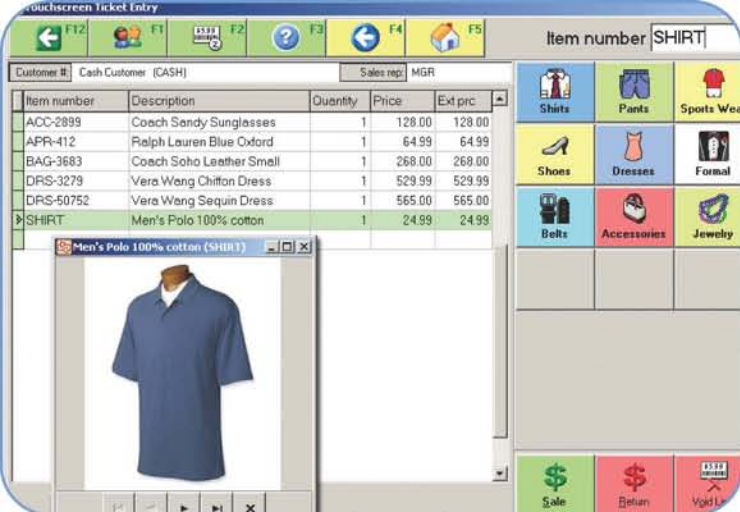 Touchscreen Ticket Entry
F12 F1 F2 F3 F4 F5
Item number SHIRT
Customer #: Cash Customer (CASH) Sales rep: MGR
Item number Description Quantity Price Ext prc
ACC-2899 Coach Sandy Sunglasses 1 128.00 128.00
APR-412 Ralph Lauren Blue Oxford 1 64.99 64.99
BAG-3683 Coach Soho Leather Small 1 268.00 268.00
DRS-3279 Vera Wang Chiffon Dress 1 529.99 529.99
DRS-50752 Vera Wang Sequin Dress 1 565.00 565.00
SHIRT Men's Polo 100% cotton 1 24.99 24.99
Men's Polo 100% cotton (SHIRT)
Shirts Pants Sports Wea
Shoes Dresses Formal
Belts Accessories Jewelry
Sale Return Void Li